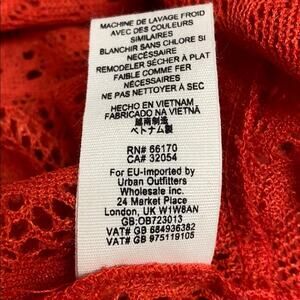 MACHINE DE LAVAGE FROID
AVEC DES COULEURS
SIMILAIRES
BLANCHIR SANS CHLORE SI
NÉCESSAIRE
REMODELER SÉCHER À PLAT
FAIBLE COMME FER
NÉCESSAIRES
NE PAS NETTOYER A SEC
HECHO EN VIETNAM
FABRICADO NA VIETNÃ
越南制造
ベトナム製
RN# 66170
CA# 32054
For EU-Imported by
Urban Outfitters
Wholesale Inc.
24 Market Place
London, UK W1W8AN
GB:OB723013
VAT# GB 684936382
VAT# GB 975119105